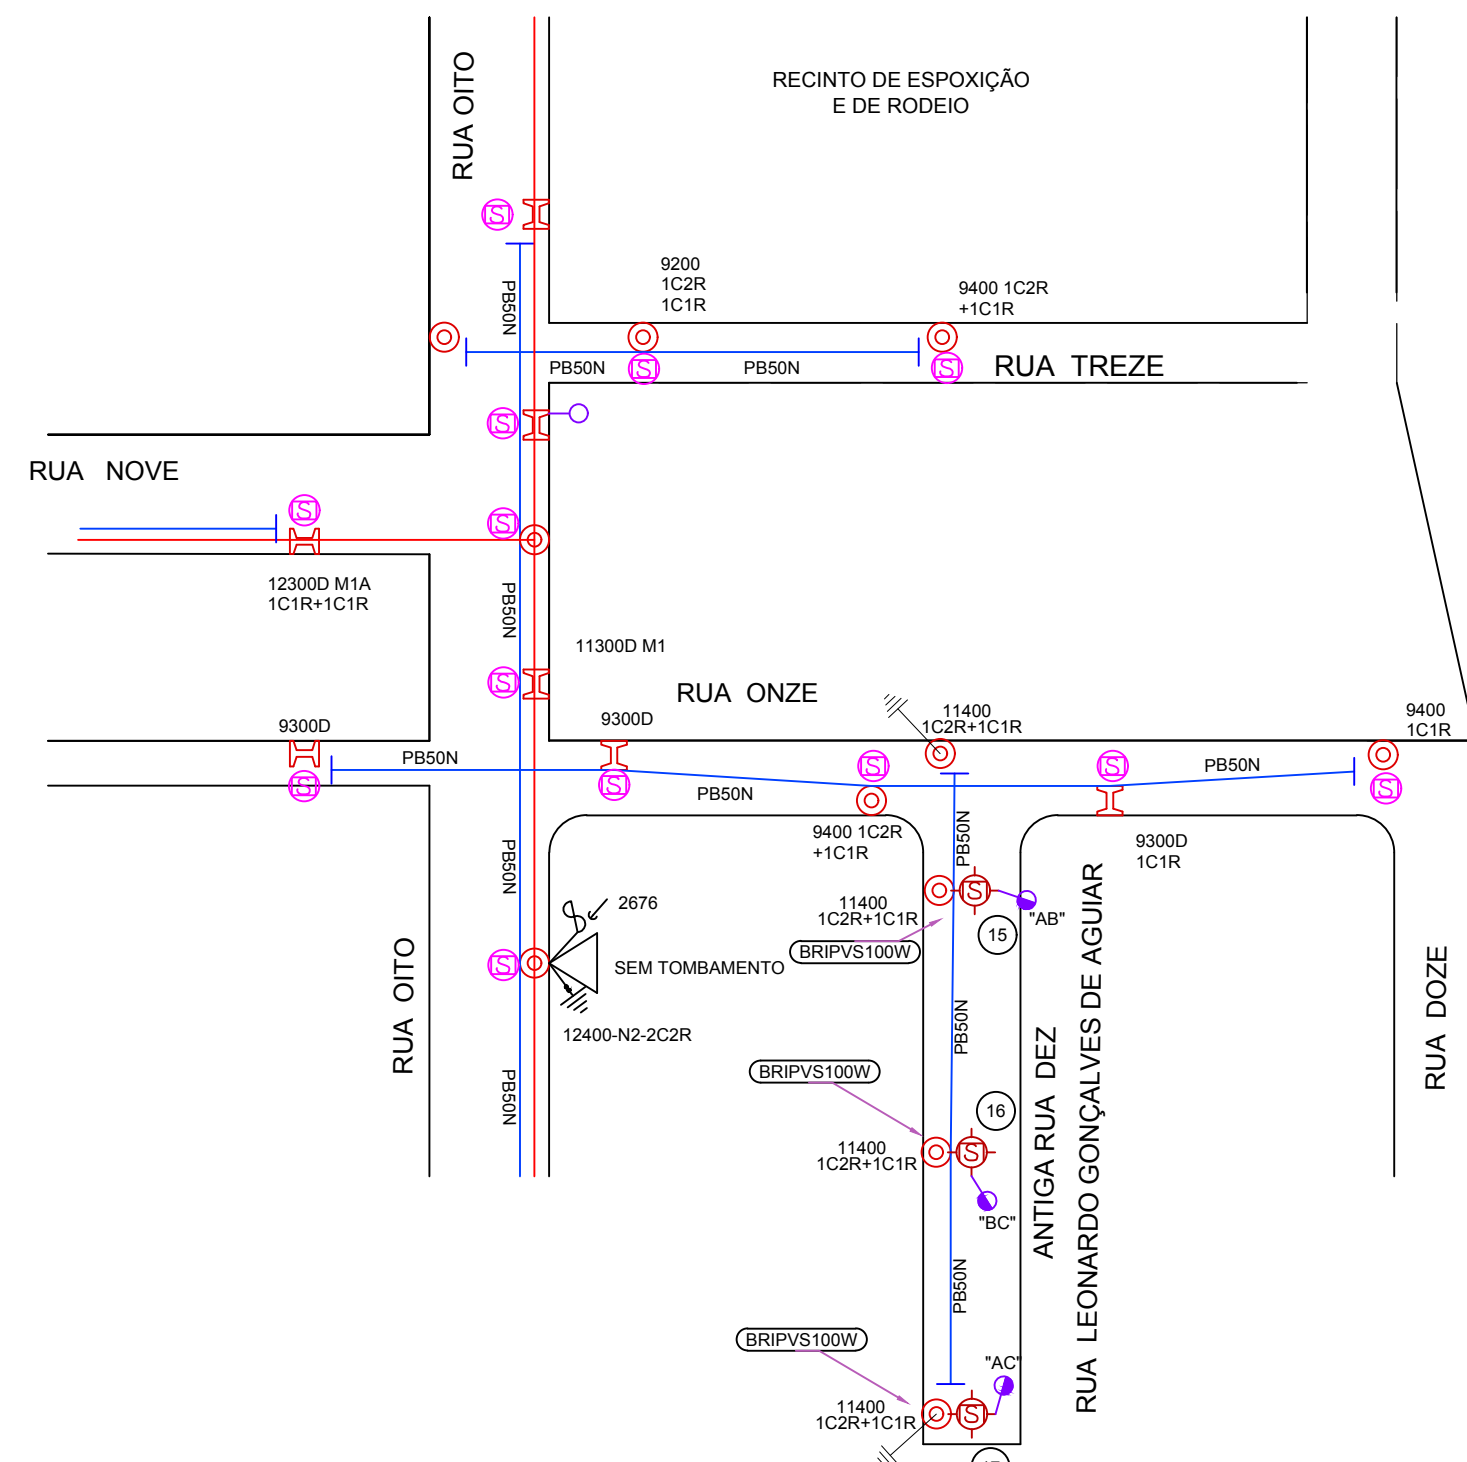 RECINTO DE ESPOXIÇÃO
E DE RODEIO
RUA OITO
S
PB50N
9200
1C2R
1C1R
9400 1C2R
+1C1R
PB50N
S
PB50N
S
RUA TREZE
S
RUA NOVE
S
S
12300D M1A
1C1R+1C1R
PB50N
11300D M1
S
RUA ONZE
9300D
S
PB50N
9300D
S
PB50N
S
11400
1C2R+1C1R
S
PB50N
9400
1C1R
S
9400 1C2R
+1C1R
PB50N
9300D
1C1R
PB50N
2676
SEM TOMBAMENTO
S
12400-N2-2C2R
RUA OITO
PB50N
11400
1C2R+1C1R
S
"AB"
15
BRIPVS100W
PB50N
BRIPVS100W
16
11400
1C2R+1C1R
S
"BC"
ANTIGA RUA DEZ
RUA LEONARDO GONÇALVES DE AGUIAR
RUA DOZE
PB50N
BRIPVS100W
"AC"
11400
1C2R+1C1R
S